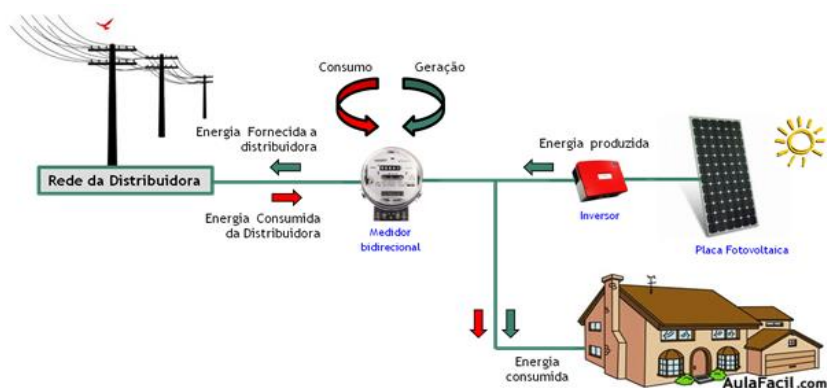 Consumo
Geração
Energia Fornecida a
distribuidora
Energia produzida
Rede da Distribuidora
Energia Consumida
da Distribuidora
Medidor
bidirecional
Inversor
Placa Fotovoltaica
Energia
consumida
AulaFacil.com